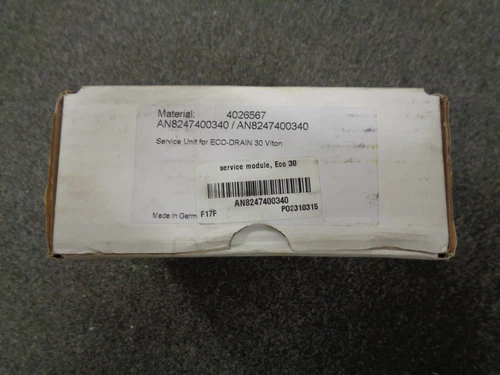 Material: 4026567
AN8247400340 / AN8247400340
Service Unit for ECO-DRAIN 30 Viton
service module, Eco 30
AN8247400340
Made in Germ F17F P02310315